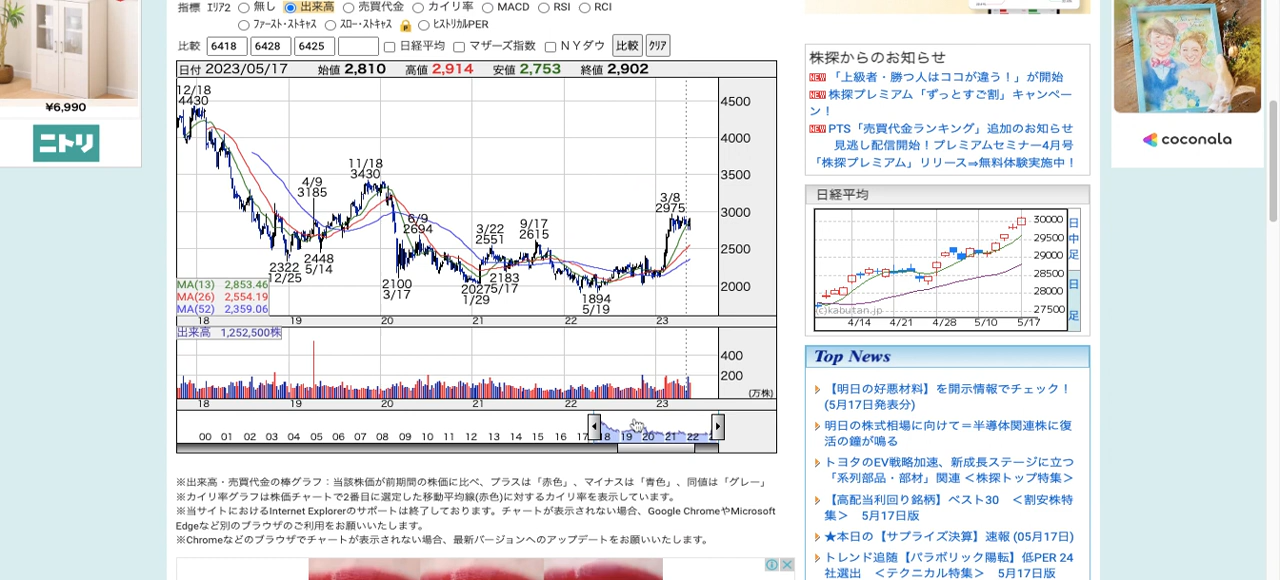 指標 エリア2 無し 出来高 売買代金 カイリ率 MACD RSI RCI
ファースト・ストキャス スロー・ストキャス ヒストリカルPER
比較 6418 6428 6425 日経平均 マザーズ指数 ＮＹダウ 比較 クリア
日付 2023/05/17 始値 2,810 高値 2,914 安値 2,753 終値 2,902
12/18
4430
4/9
3185
11/18
3430
6/9
2694
3/22
2551
9/17
2615
3/8
2975
2322
12/25
2448
5/14
2100
3/17
2027
1/29
2183
5/17
1894
5/19
4500
4000
3500
3000
2500
2000
MA(13) 2,853.46
MA(26) 2,554.19
MA(52) 2,359.06
18 19 20 21 22 23
出来高 1,252,500株
400
200
(万株)
18 19 20 21 22 23
00 01 02 03 04 05 06 07 08 09 10 11 12 13 14 15 16 17 18 19 20 21 22
※出来高・売買代金の棒グラフ：当該株価が前期間の株価に比べ、プラスは「赤色」、マイナスは「青色」、同値は「グレー」
※カイリ率グラフは株価チャートで2番目に選定した移動平均線(赤色)に対するカイリ率を表示しています。
※当サイトにおけるInternet Explorerのサポートは終了しております。チャートが表示されない場合、Google ChromeやMicrosoft
Edgeなど別のブラウザのご利用をお願いいたします。
※Chromeなどのブラウザでチャートが表示されない場合、最新バージョンへのアップデートをお願いいたします。
¥6,990
ニトリ
株探からのお知らせ
NEW 「上級者・勝つ人はココが違う！」が開始
NEW 株探プレミアム「ずっとすご割」キャンペー
ン！
NEW PTS「売買代金ランキング」追加のお知らせ
見逃し配信開始！プレミアムセミナー4月号
「株探プレミアム」リリース⇒無料体験実施中！
日経平均
30000
29500
29000
28500
28000
27500
(c)kabutan.jp
4/14 4/21 4/28 5/10 5/17
日
中
足
日
足
Top News
【明日の好悪材料】を開示情報でチェック！
(5月17日発表分)
明日の株式相場に向けて＝半導体関連株に復
活の鐘が鳴る
トヨタのEV戦略加速、新成長ステージに立つ
「系列部品・部材」関連 ＜株探トップ特集＞
【高配当利回り銘柄】ベスト30 ＜割安株特
集＞ 5月17日版
★本日の【サプライズ決算】速報 (05月17日)
トレンド追随【パラボリック陽転】低PER 24
社選出 ＜テクニカル特集＞ 5月17日版
coconala